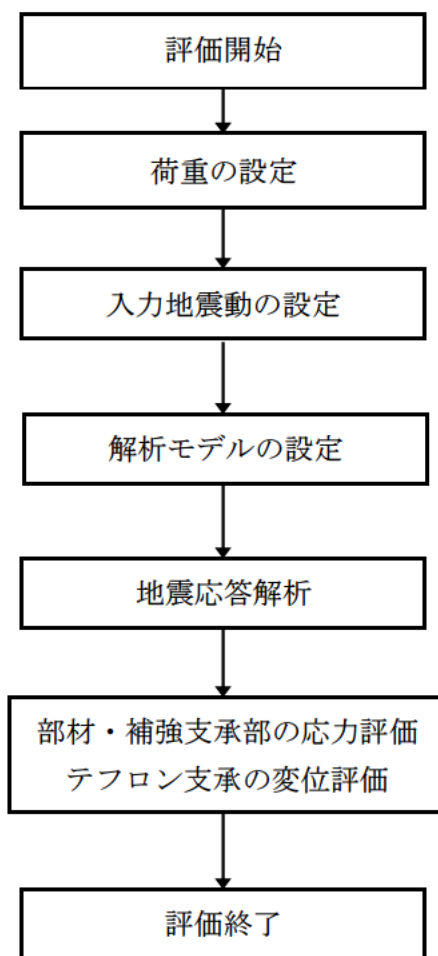 評価開始
荷重の設定
入力地震動の設定
解析モデルの設定
地震応答解析
部材・補強支承部の応力評価
テフロン支承の変位評価
評価終了